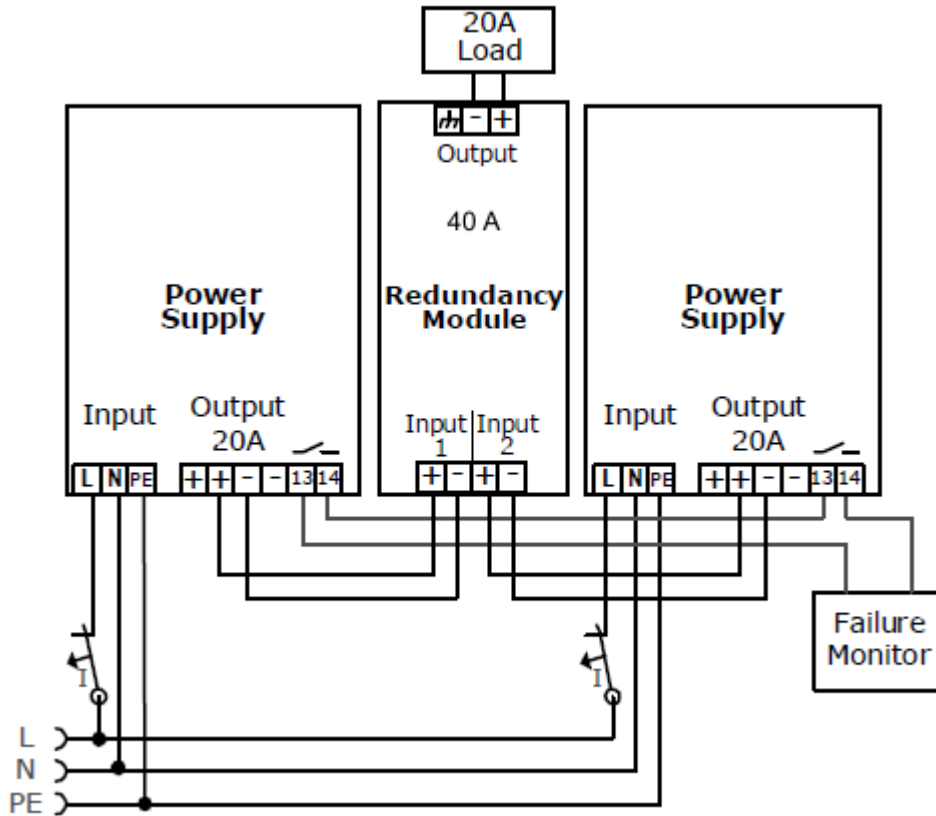 20A
Load
- +
Output
40 A
Redundancy
Module
Input Input
1 2
+ - + -
Power
Supply
Input
Output
20A
L N PE
+ + - - 13 14
Power
Supply
Input
Output
20A
L N PE
+ + - - 13 14
I
I
Failure
Monitor
L
N
PE